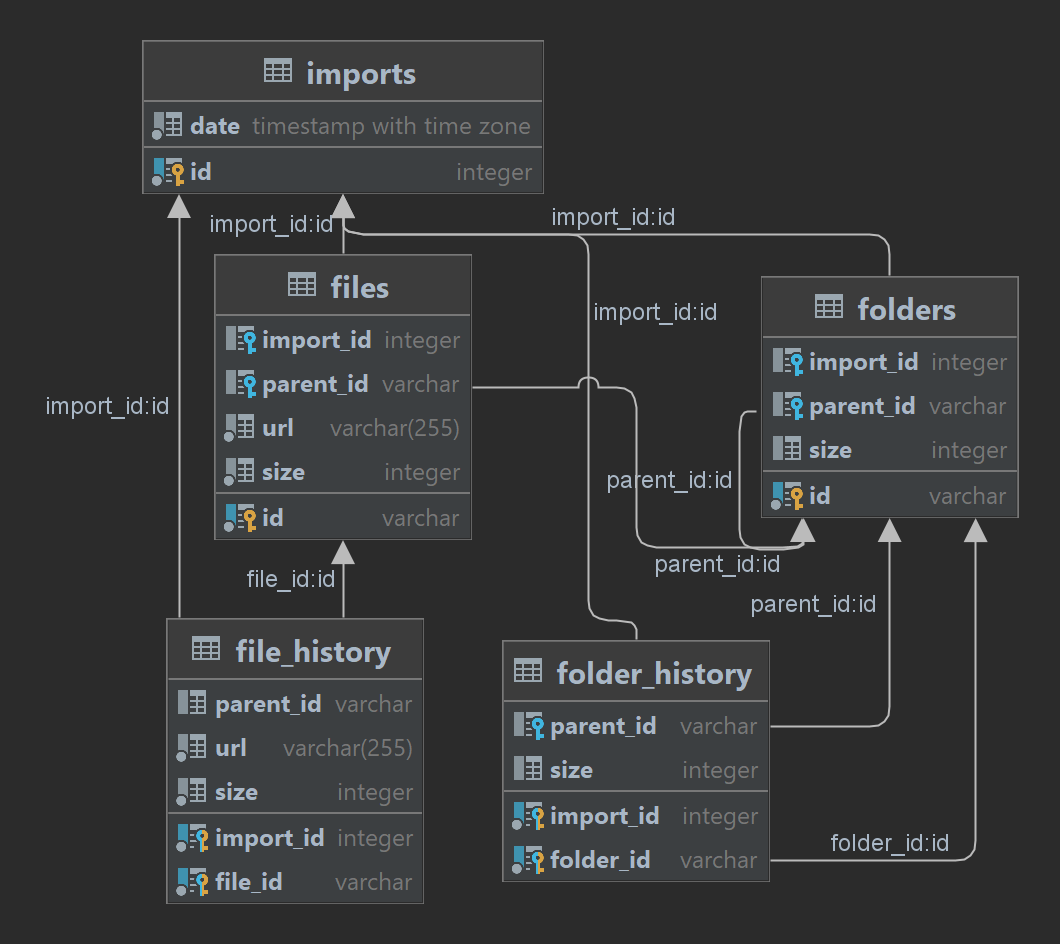 imports
date timestamp with time zone
id integer
import_id:id
import_id:id
files
import_id integer
parent_id varchar
url varchar(255)
size integer
id varchar
import_id:id
folders
import_id integer
parent_id varchar
size integer
id varchar
import_id:id
parent_id:id
parent_id:id
file_id:id
parent_id:id
file_history
parent_id varchar
url varchar(255)
size integer
import_id integer
file_id varchar
folder_history
parent_id varchar
size integer
import_id integer
folder_id varchar
folder_id:id